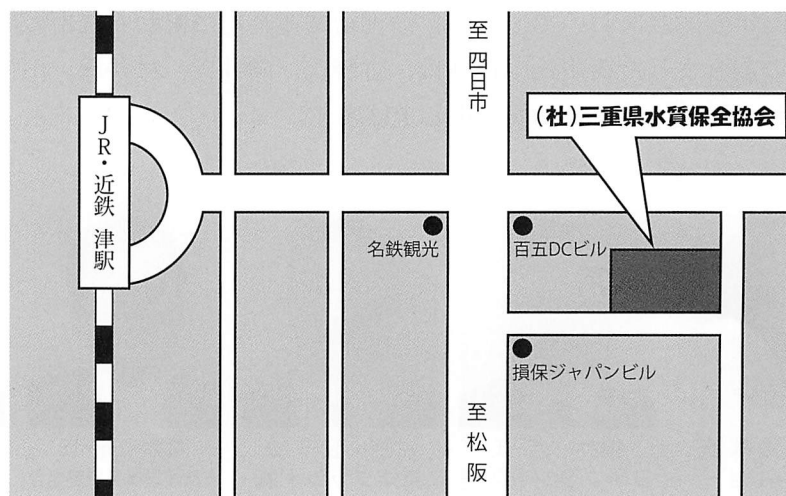 至 四日市
(社)三重県水質保全協会
JR・近鉄 津駅
名鉄観光
百五DCビル
損保ジャパンビル
至 松阪